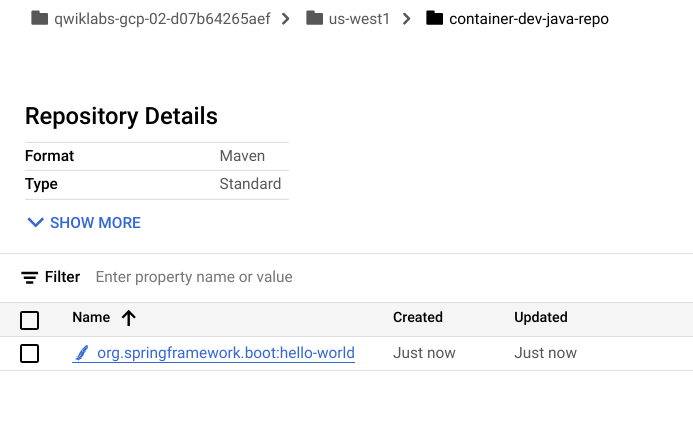 qwiklabs-gcp-02-d07b64265aef > us-west1 > container-dev-java-repo
Repository Details
Format Maven
Type Standard
SHOW MORE
Filter Enter property name or value
Name Created Updated
org.springframework.boot:hello-world Just now Just now